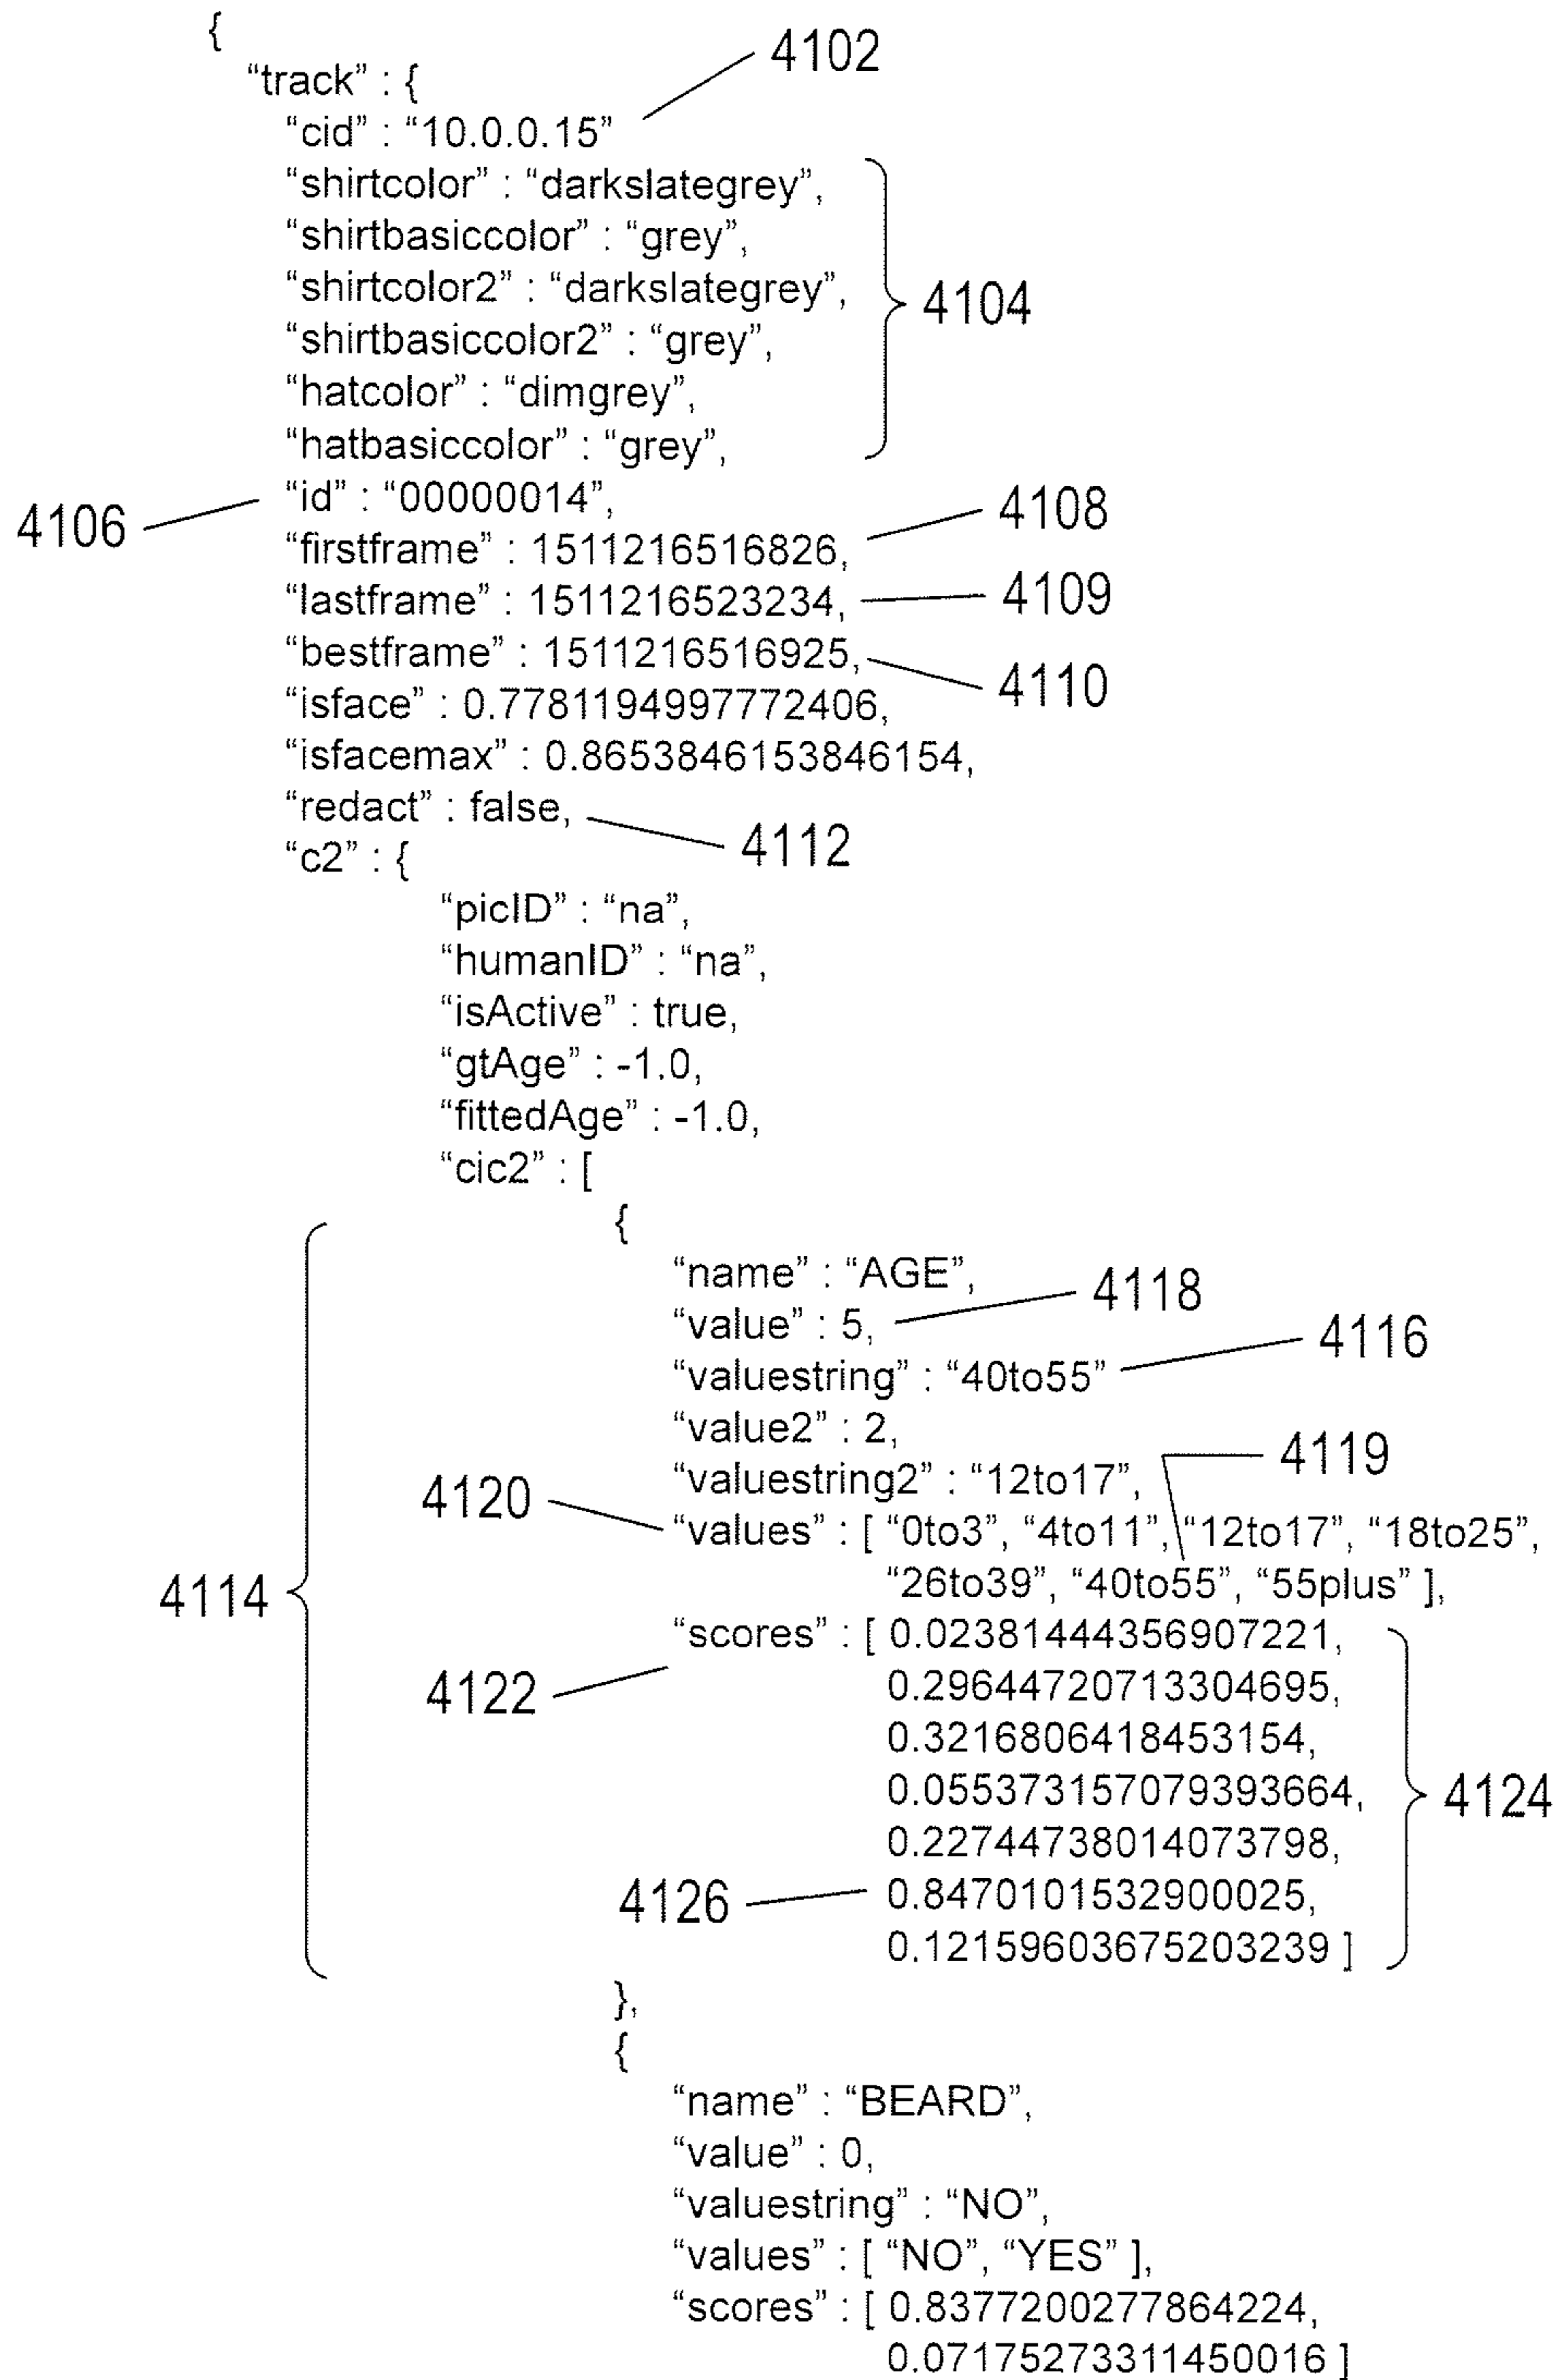 {
“track” : {
4102
“cid” : “10.0.0.15”
“shirtcolor” : “darkslategrey”,
“shirtbasiccolor” : “grey”,
“shirtcolor2” : “darkslategrey”,
4104
“shirtbasiccolor2” : “grey”,
“hatcolor” : “dimgrey”,
“hatbasiccolor” : “grey”,
4106
“id” : “00000014”,
4108
“firstframe” : 1511216516826,
“lastframe” : 1511216523234,
4109
“bestframe” : 1511216516925,
4110
“isface” : 0.7781194997772406,
“isfacemax” : 0.8653846153846154,
“redact” : false,
4112
“c2” : {
“picID” : “na”,
“humanID” : “na”,
“isActive” : true,
“gtAge” : -1.0,
“fittedAge” : -1.0,
“cic2” : [
{
“name” : “AGE”,
4118
“value” : 5,
4116
“valuestring” : “40to55”
“value2” : 2,
4119
“valuestring2” : “12to17”,
4120
“values” : [ “0to3”, “4to11”, “12to17”, “18to25”,
“26to39”, “40to55”, “55plus” ],
4114
“scores” : [ 0.023814444356907221,
4122
0.29644720713304695,
0.3216806418453154,
0.055373157079393664,
4124
0.22744738014073798,
4126
0.8470101532900025,
0.12159603675203239 ]
},
{
“name” : “BEARD”,
“value” : 0,
“valuestring” : “NO”,
“values” : [ “NO”, “YES” ],
“scores” : [ 0.8377200277864224,
0.071752733114500​16 ]